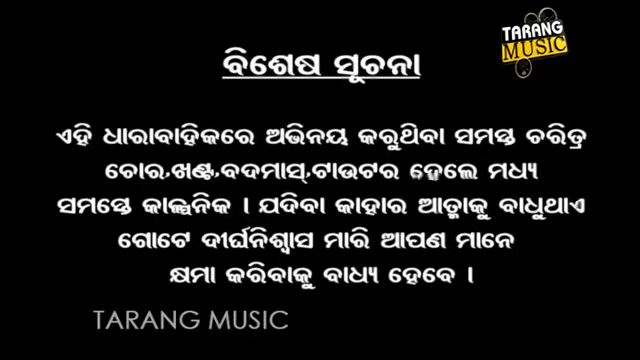 TARANG
MUSIC
ବିଶେଷ ସୂଚନା
ଏହି ଧାରାବାହିକରେ ଅଭିନୟ କରୁଥିବା ସମସ୍ତ ଚରିତ୍ର
ଚୋର,ଖଣ୍ଟ,ବଦମାସ୍,ଟାଉଟର ହେଲେ ମଧ୍ୟ
ସମସ୍ତେ କାଳ୍ପନିକ । ଯଦିବା କାହାର ଆତ୍ମାକୁ ବାଧୁଥାଏ
ଗୋଟେ ଦୀର୍ଘନିଶ୍ୱାସ ମାରି ଆପଣ ମାନେ
କ୍ଷମା କରିବାକୁ ବାଧ୍ୟ ହେବେ ।
TARANG MUSIC